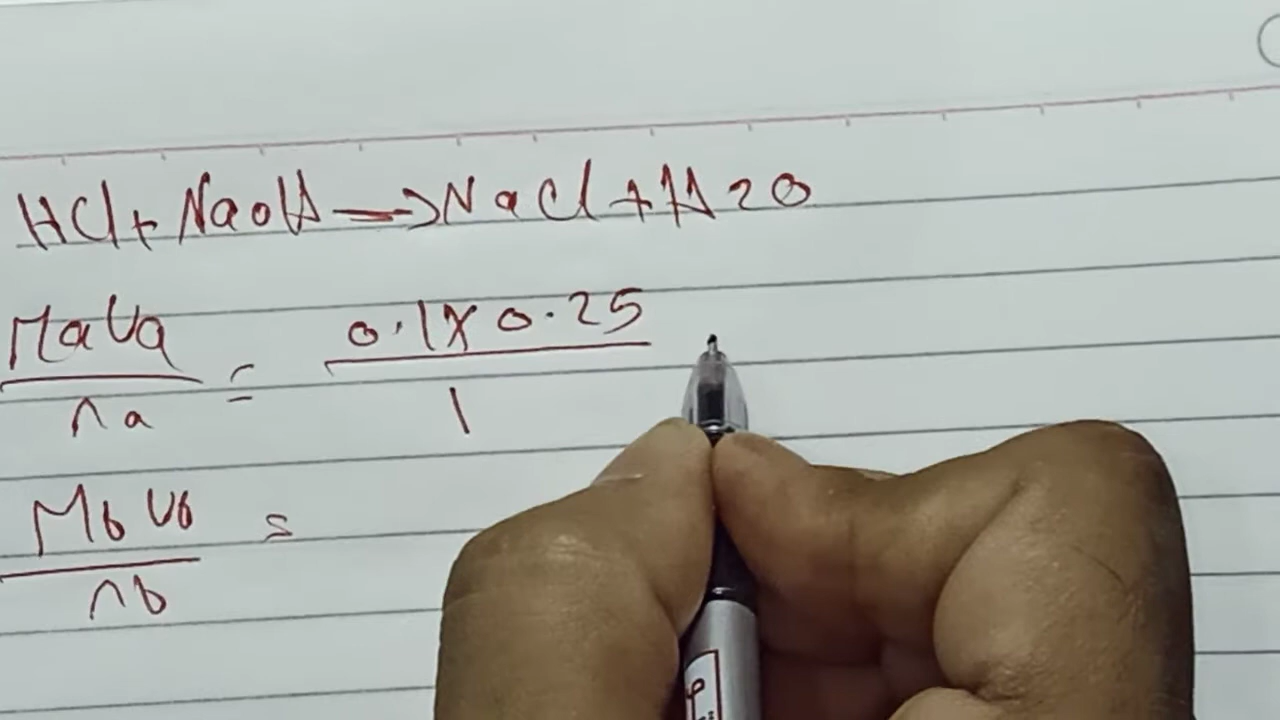 HCl + NaOH → NaCl + H2O
MaVa / na = 0.1 x 0.25 / 1
MbVb / nb =